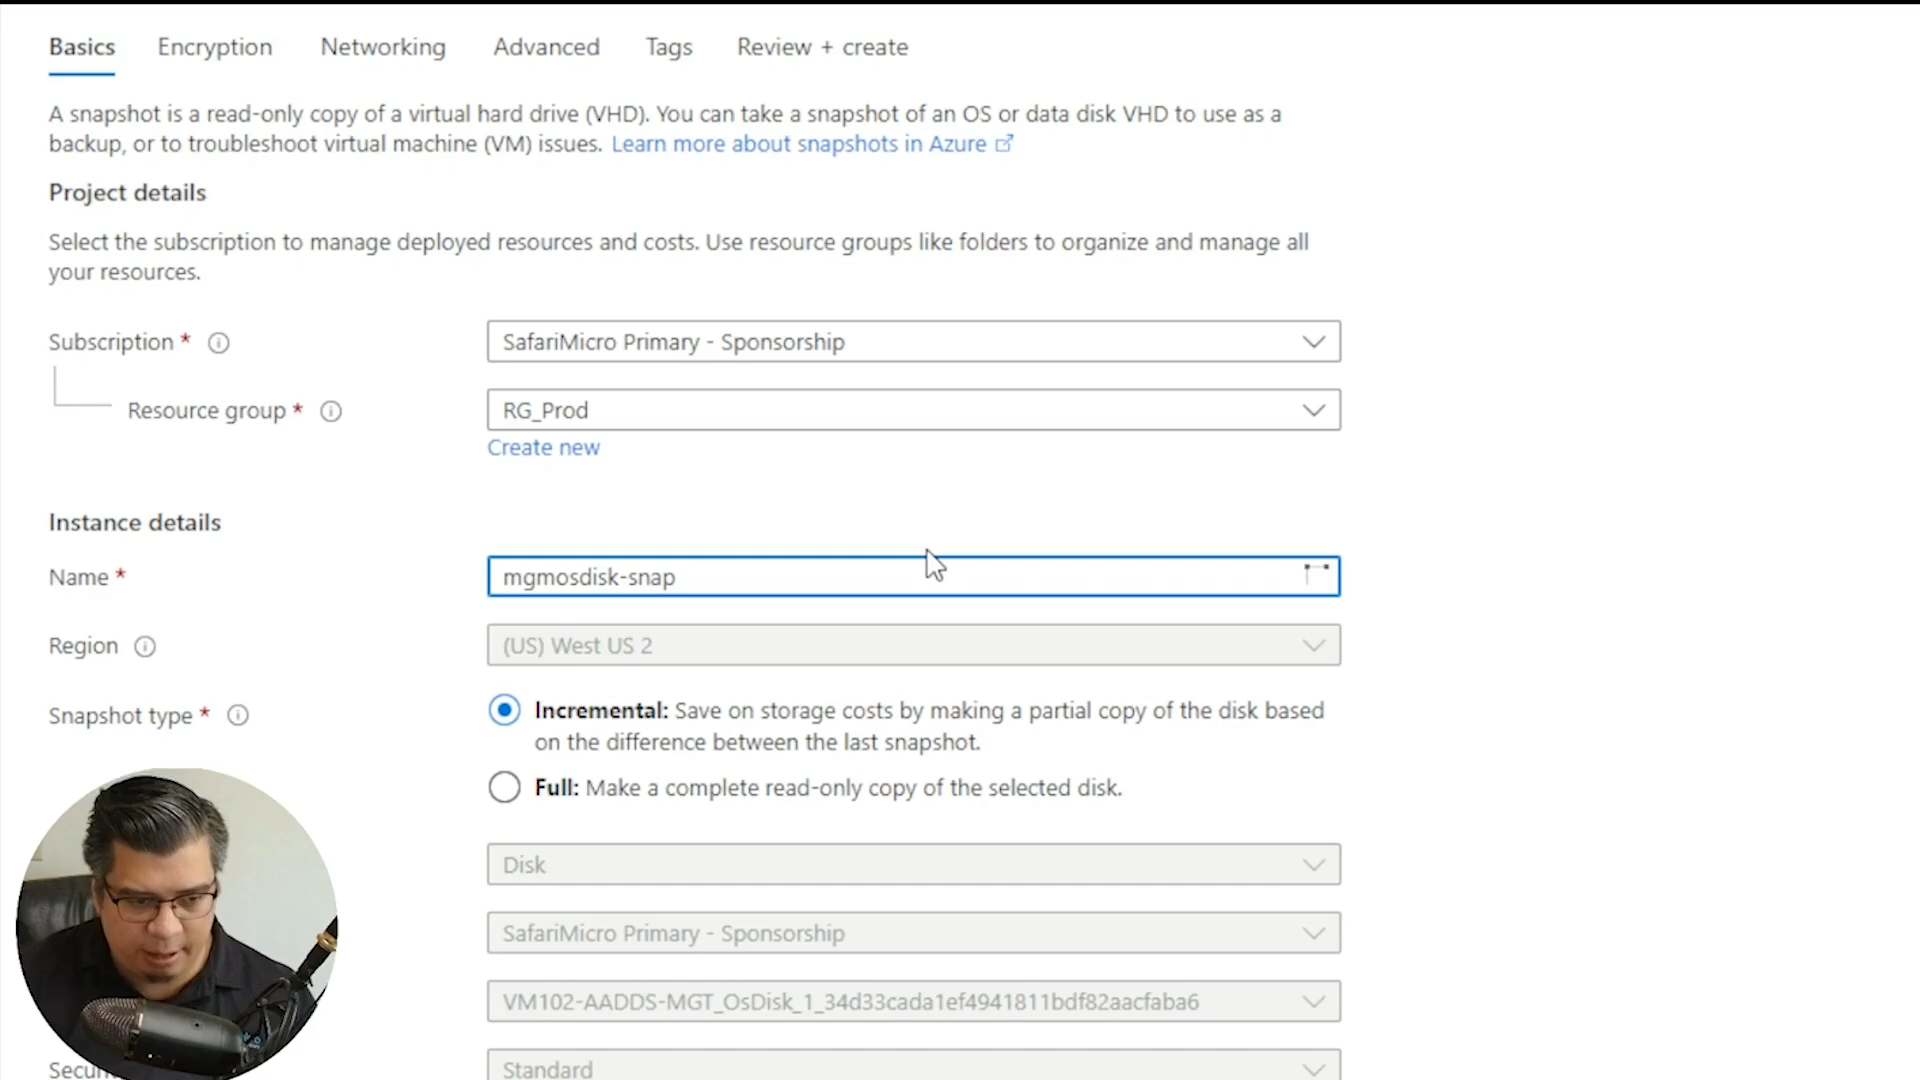 Basics Encryption Networking Advanced Tags Review + create
A snapshot is a read-only copy of a virtual hard drive (VHD). You can take a snapshot of an OS or data disk VHD to use as a
backup, or to troubleshoot virtual machine (VM) issues. Learn more about snapshots in Azure
Project details
Select the subscription to manage deployed resources and costs. Use resource groups like folders to organize and manage all
your resources.
Subscription * SafariMicro Primary - Sponsorship
Resource group * RG_Prod
Create new
Instance details
Name * mgmosdisk-snap
Region (US) West US 2
Snapshot type * Incremental: Save on storage costs by making a partial copy of the disk based
on the difference between the last snapshot.
Full: Make a complete read-only copy of the selected disk.
Disk
SafariMicro Primary - Sponsorship
VM102-AADDS-MGT_OsDisk_1_34d33cada1ef4941811bdf82aacfaba6
Standard